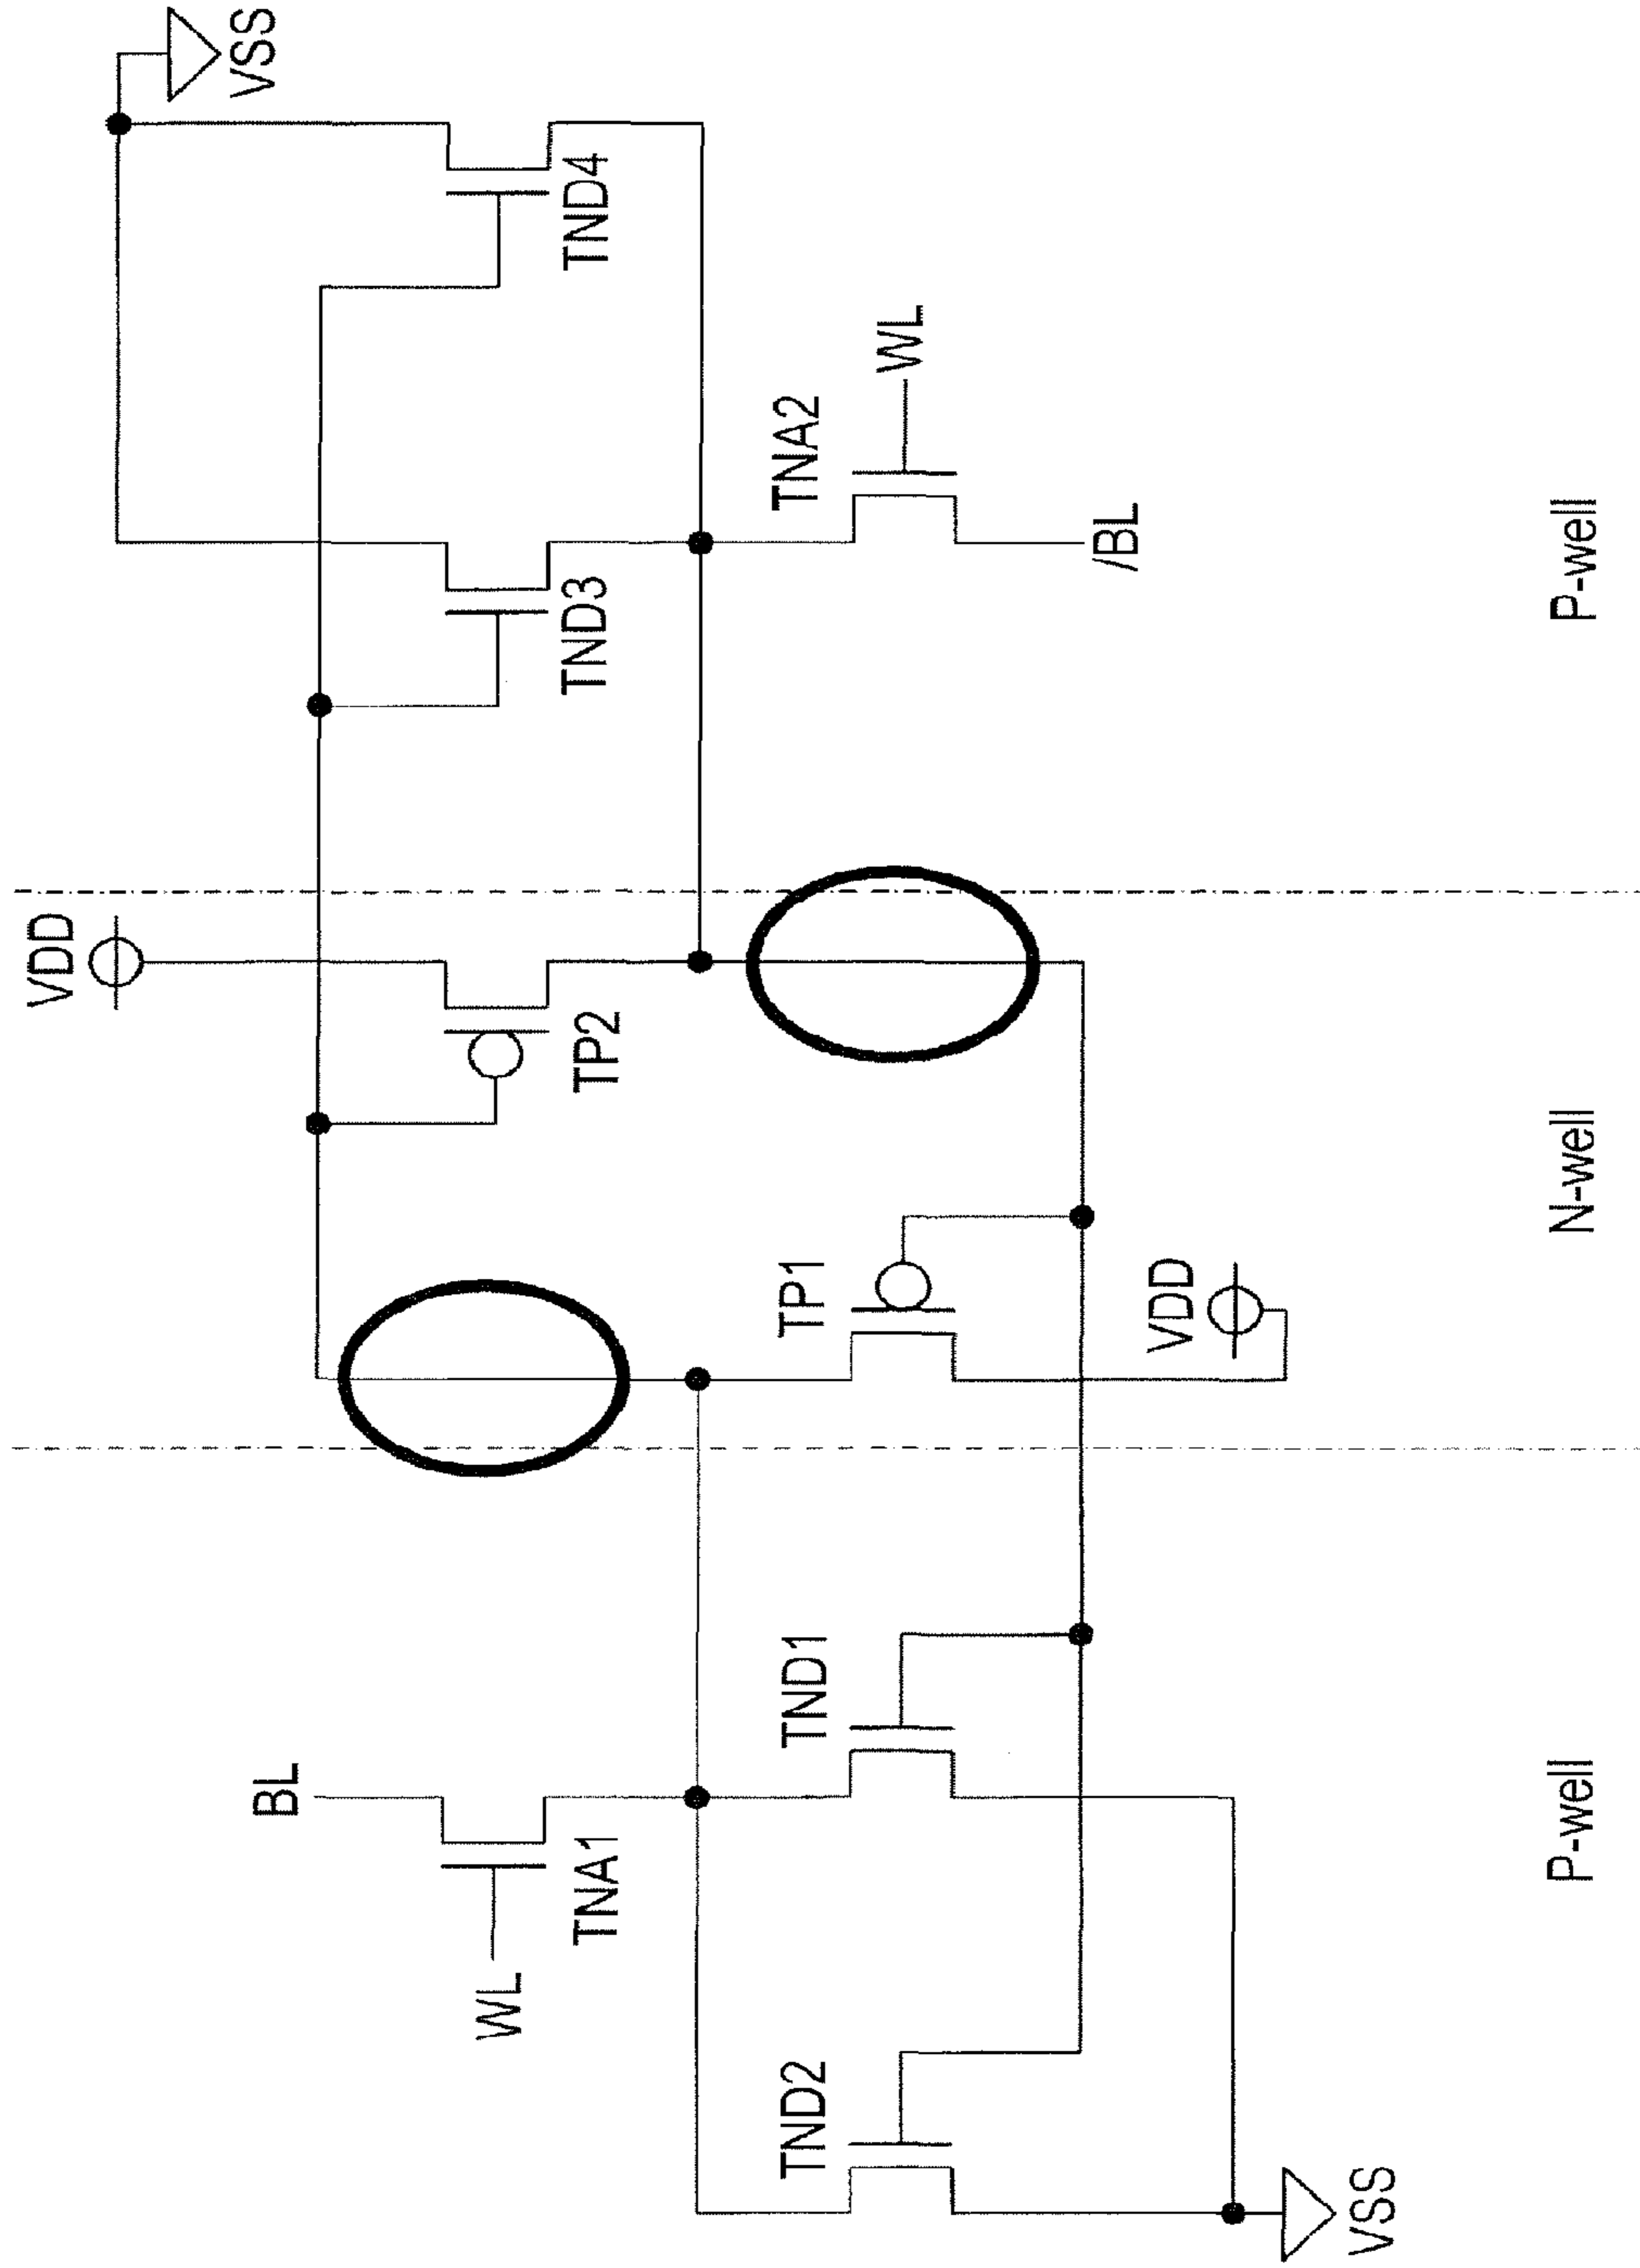 VSS
TND4
WL
TNA2
TND3
/BL
P-well
VDD
TP2
N-well
TP1
VDD
BL
TND1
TNA1
WL
P-well
TND2
VSS